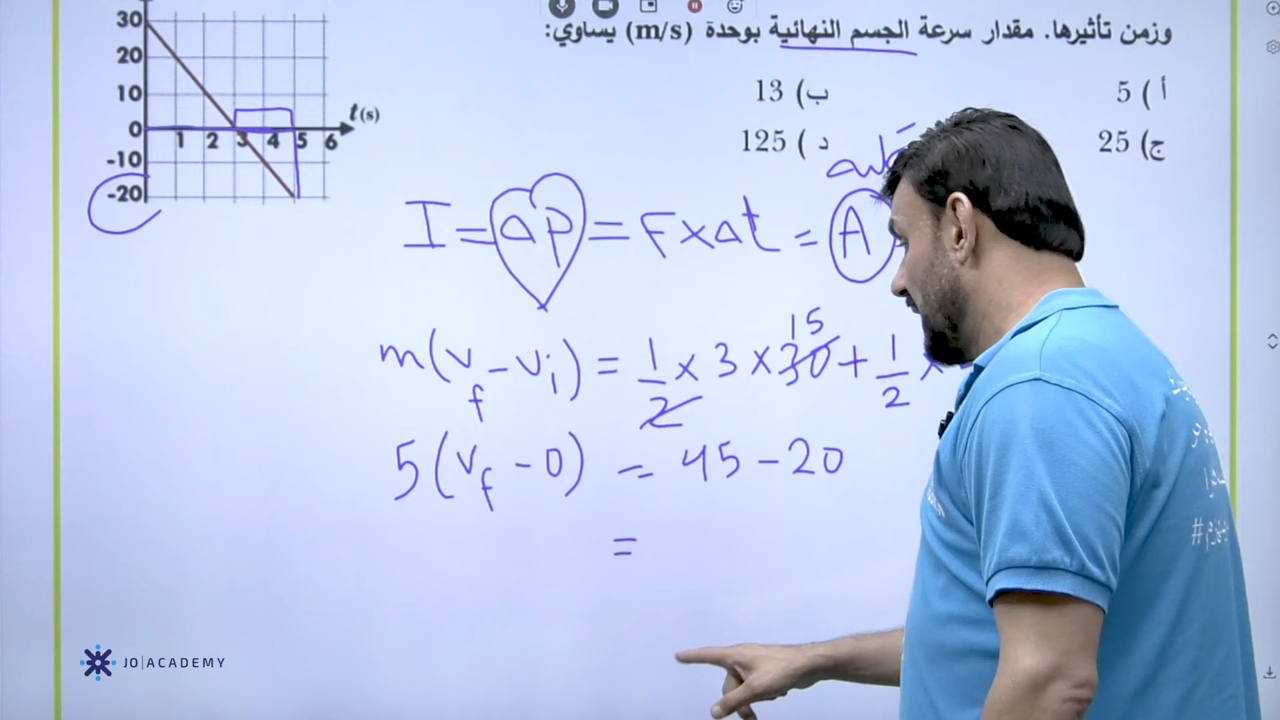 وزمن تأثيرها. مقدار سرعة الجسم النهائية بوحدة (m/s) يساوي:
أ ) 5
ب) 13
ج) 25
د ) 125
30
20
10
0
-10
-20
1 2 3 4 5 6
t(s)
I = ΔP = F x Δt = A
m(vf - vi) = 1/2 x 3 x 30 15 + 1/2 x
5(vf - 0) = 45 - 20
=
JO|ACADEMY